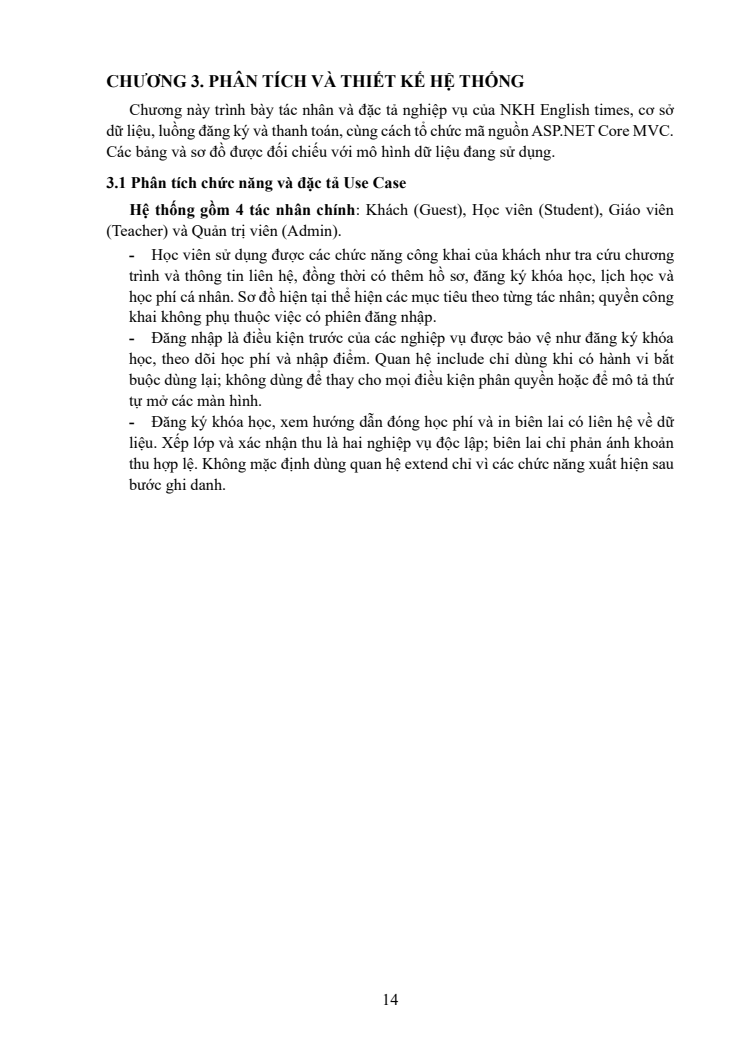 CHƯƠNG 3. PHÂN TÍCH VÀ THIẾT KẾ HỆ THỐNG
Chương này trình bày tác nhân và đặc tả nghiệp vụ của NKH English times, cơ sở
dữ liệu, luồng đăng ký và thanh toán, cùng cách tổ chức mã nguồn ASP.NET Core MVC.
Các bảng và sơ đồ được đối chiếu với mô hình dữ liệu đang sử dụng.
3.1 Phân tích chức năng và đặc tả Use Case
Hệ thống gồm 4 tác nhân chính: Khách (Guest), Học viên (Student), Giáo viên
(Teacher) và Quản trị viên (Admin).
- Học viên sử dụng được các chức năng công khai của khách như tra cứu chương
trình và thông tin liên hệ, đồng thời có thêm hồ sơ, đăng ký khóa học, lịch học và
học phí cá nhân. Sơ đồ hiện tại thể hiện các mục tiêu theo từng tác nhân; quyền công
khai không phụ thuộc việc có phiên đăng nhập.
- Đăng nhập là điều kiện trước của các nghiệp vụ được bảo vệ như đăng ký khóa
học, theo dõi học phí và nhập điểm. Quan hệ include chỉ dùng khi có hành vi bắt
buộc dùng lại; không dùng để thay cho mọi điều kiện phân quyền hoặc để mô tả thứ
tự mở các màn hình.
- Đăng ký khóa học, xem hướng dẫn đóng học phí và in biên lai có liên hệ về dữ
liệu. Xếp lớp và xác nhận thu là hai nghiệp vụ độc lập; biên lai chỉ phản ánh khoản
thu hợp lệ. Không mặc định dùng quan hệ extend chỉ vì các chức năng xuất hiện sau
bước ghi danh.
14